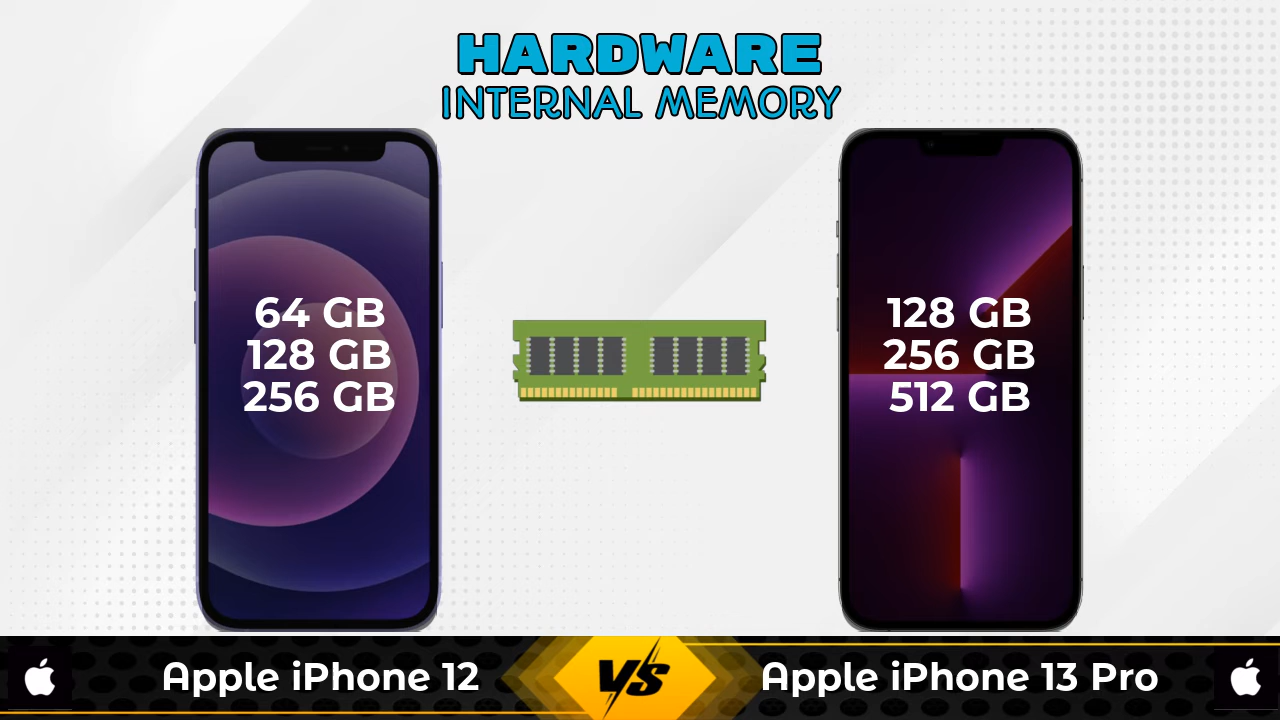 HARDWARE
INTERNAL MEMORY
64 GB
128 GB
256 GB
128 GB
256 GB
512 GB
Apple iPhone 12
VS
Apple iPhone 13 Pro